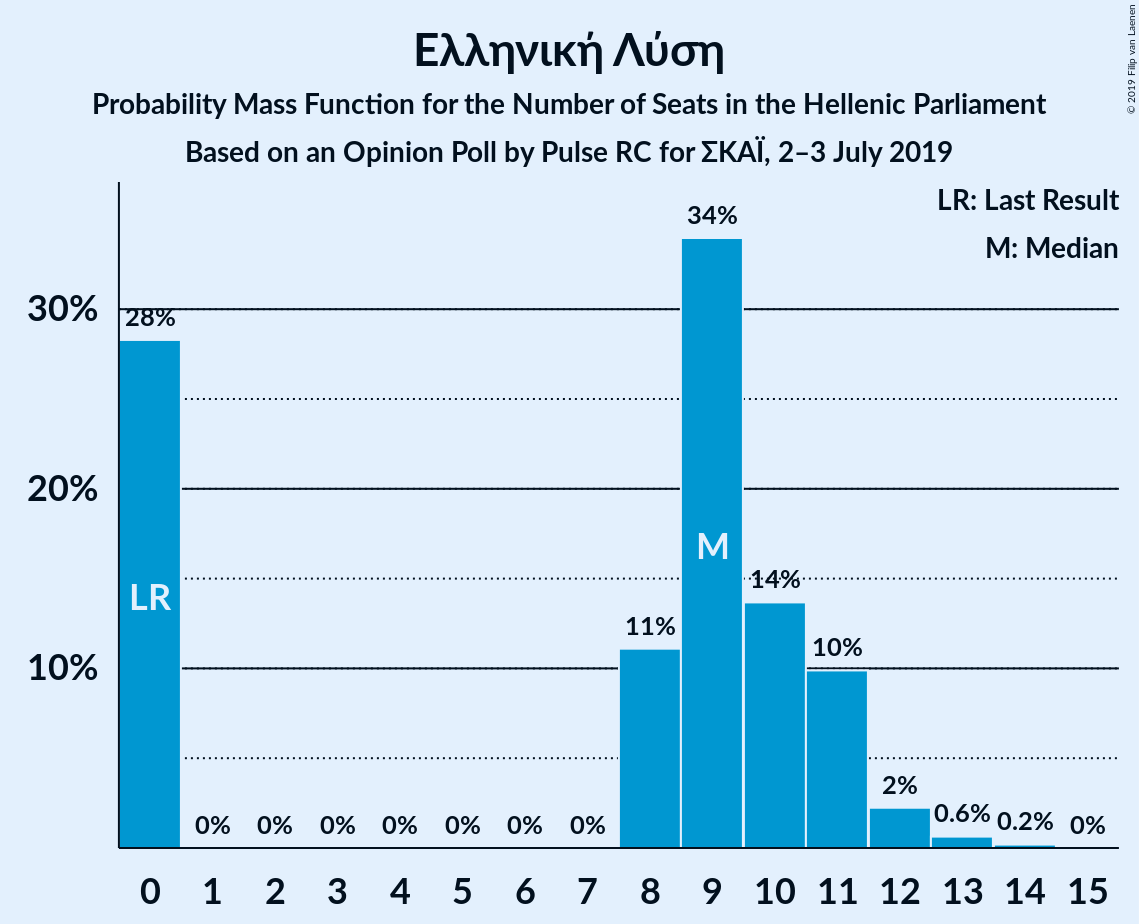 Ελληνική Λύση
Probability Mass Function for the Number of Seats in the Hellenic Parliament
Based on an Opinion Poll by Pulse RC for ΣΚΑΪ, 2–3 July 2019
© 2019 Filip van Laenen
LR: Last Result
M: Median
34%
30%
28%
20%
M
14%
LR
11%
10%
10%
2%
0.6%
0.2%
0% 0% 0% 0% 0% 0% 0% 0%
0 1 2 3 4 5 6 7 8 9 10 11 12 13 14 15